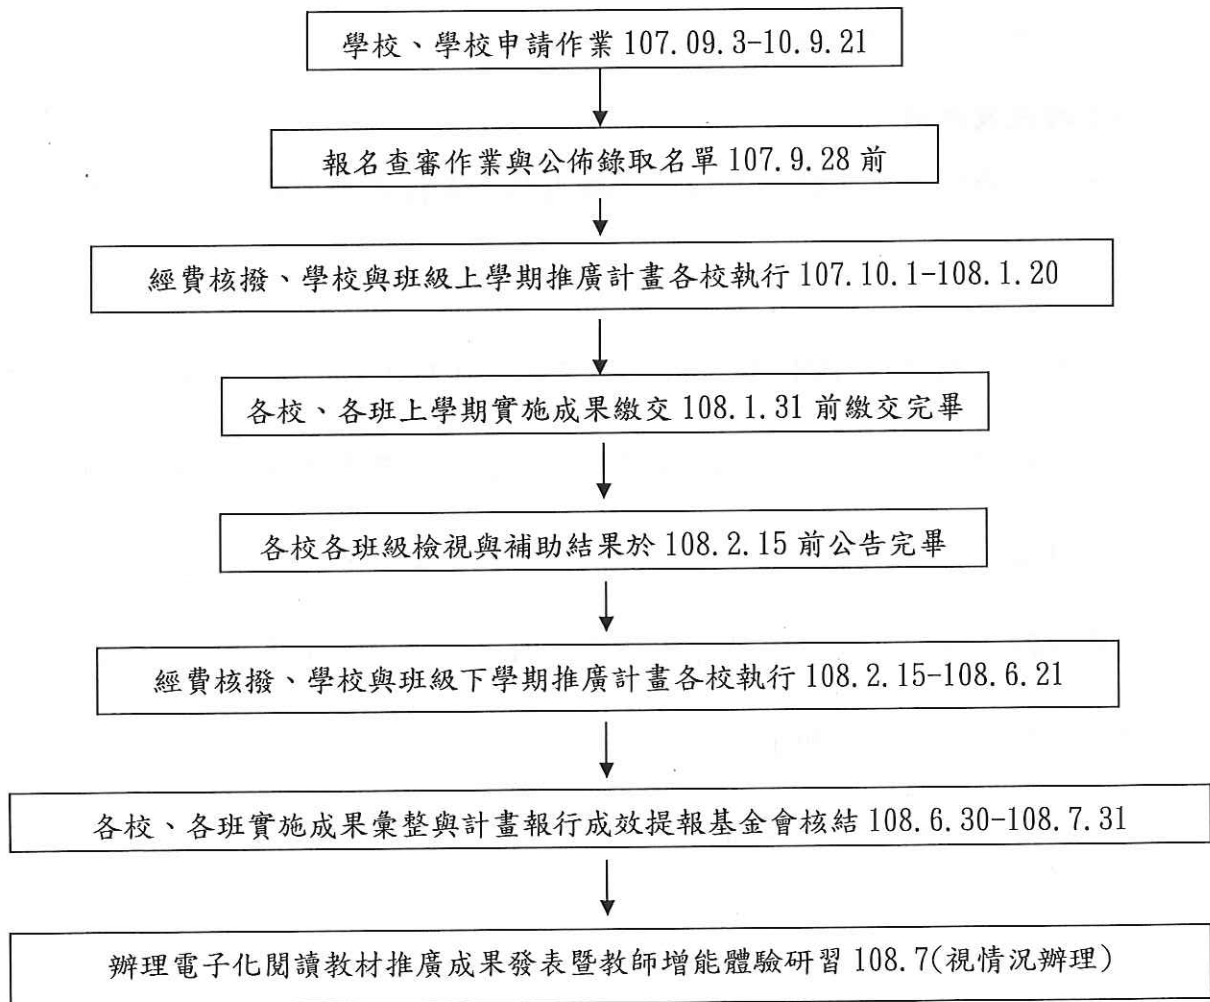 學校、學校申請作業 107.09.3-10.9.21
報名查審作業與公佈錄取名單 107.9.28 前
經費核撥、學校與班級上學期推廣計畫各校執行 107.10.1-108.1.20
各校、各班上學期實施成果繳交 108.1.31 前繳交完畢
各校各班級檢視與補助結果於 108.2.15 前公告完畢
經費核撥、學校與班級下學期推廣計畫各校執行 108.2.15-108.6.21
各校、各班實施成果彙整與計畫報行成效提報基金會核結 108.6.30-108.7.31
辦理電子化閱讀教材推廣成果發表暨教師增能體驗研習 108.7(視情況辦理)